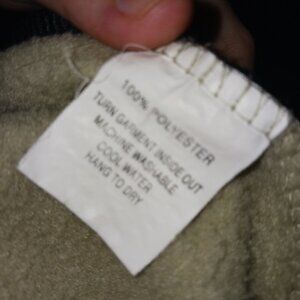 100% POLYESTER
TURN GARMENT INSIDE OUT
MACHINE WASHABLE
COOL WATER
HANG TO DRY